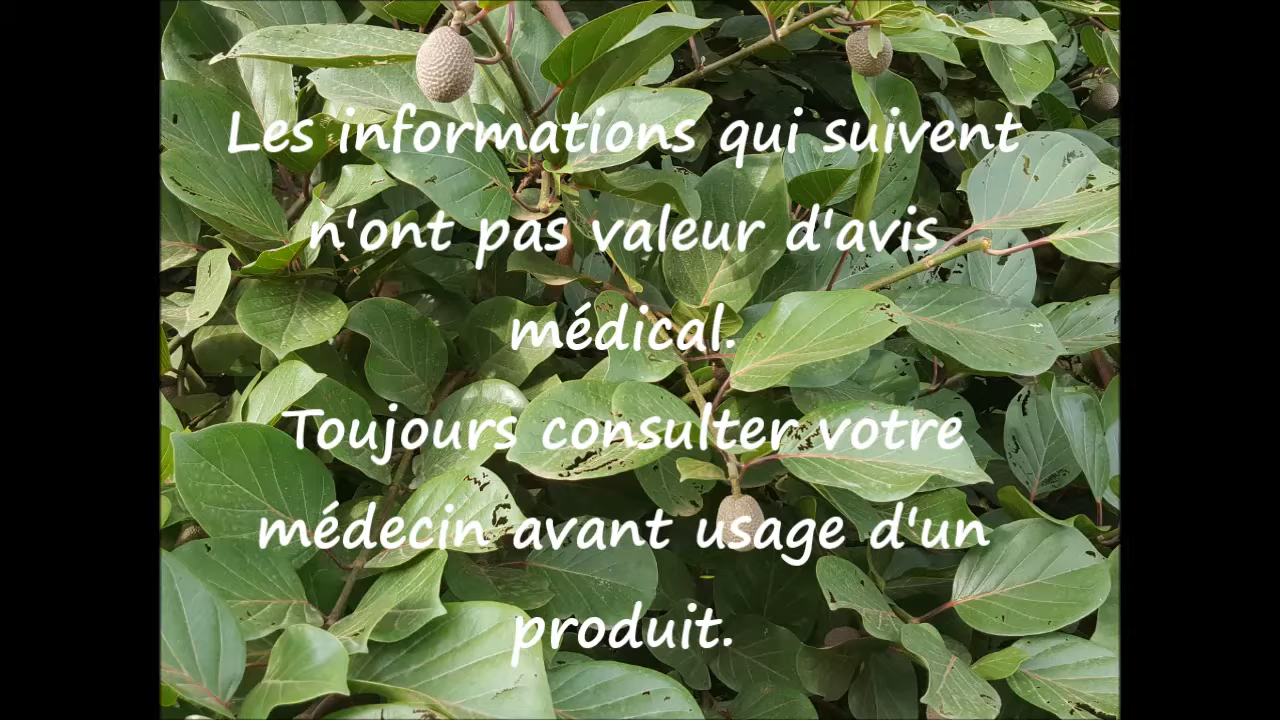 Les informations qui suivent
n'ont pas valeur d'avis
médical.
Toujours consulter votre
médecin avant usage d'un
produit.